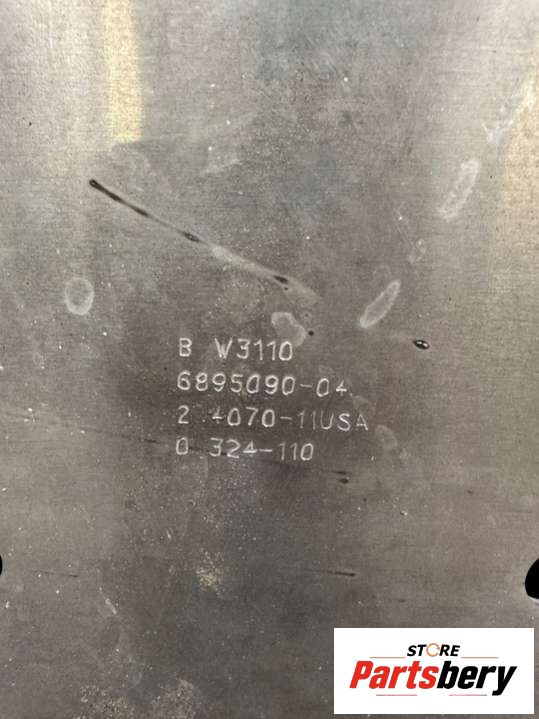 B W3110
6895090-04
2 4070-11USA
0 324-110
STORE
Partsbery